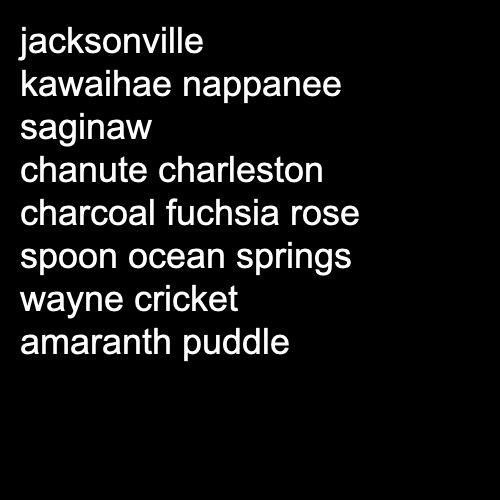 jacksonville
kawaihae nappanee
saginaw
chanute charleston
charcoal fuchsia rose
spoon ocean springs
wayne cricket
amaranth puddle